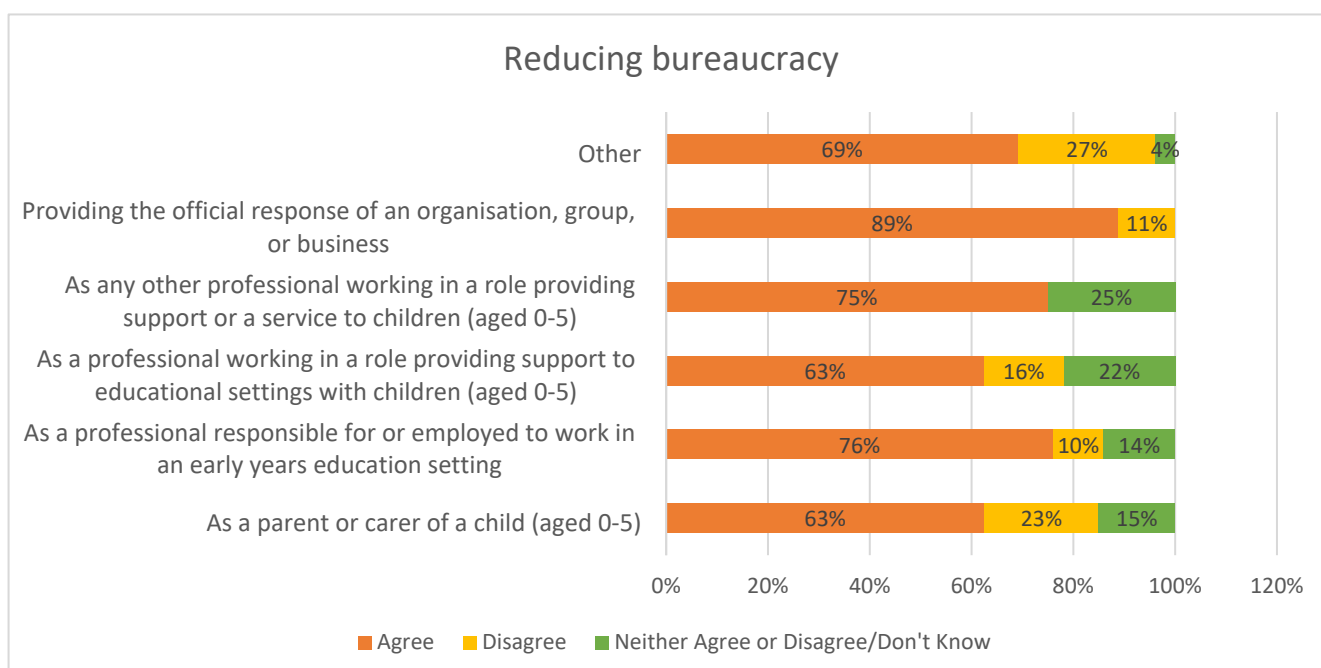 Reducing bureaucracy
Other
69% 27% 4%
Providing the official response of an organisation, group,
or business
89% 11%
As any other professional working in a role providing
support or a service to children (aged 0-5)
75% 25%
As a professional working in a role providing support to
educational settings with children (aged 0-5)
63% 16% 22%
As a professional responsible for or employed to work in
an early years education setting
76% 10% 14%
As a parent or carer of a child (aged 0-5)
63% 23% 15%
0% 20% 40% 60% 80% 100% 120%
Agree Disagree Neither Agree or Disagree/Don't Know